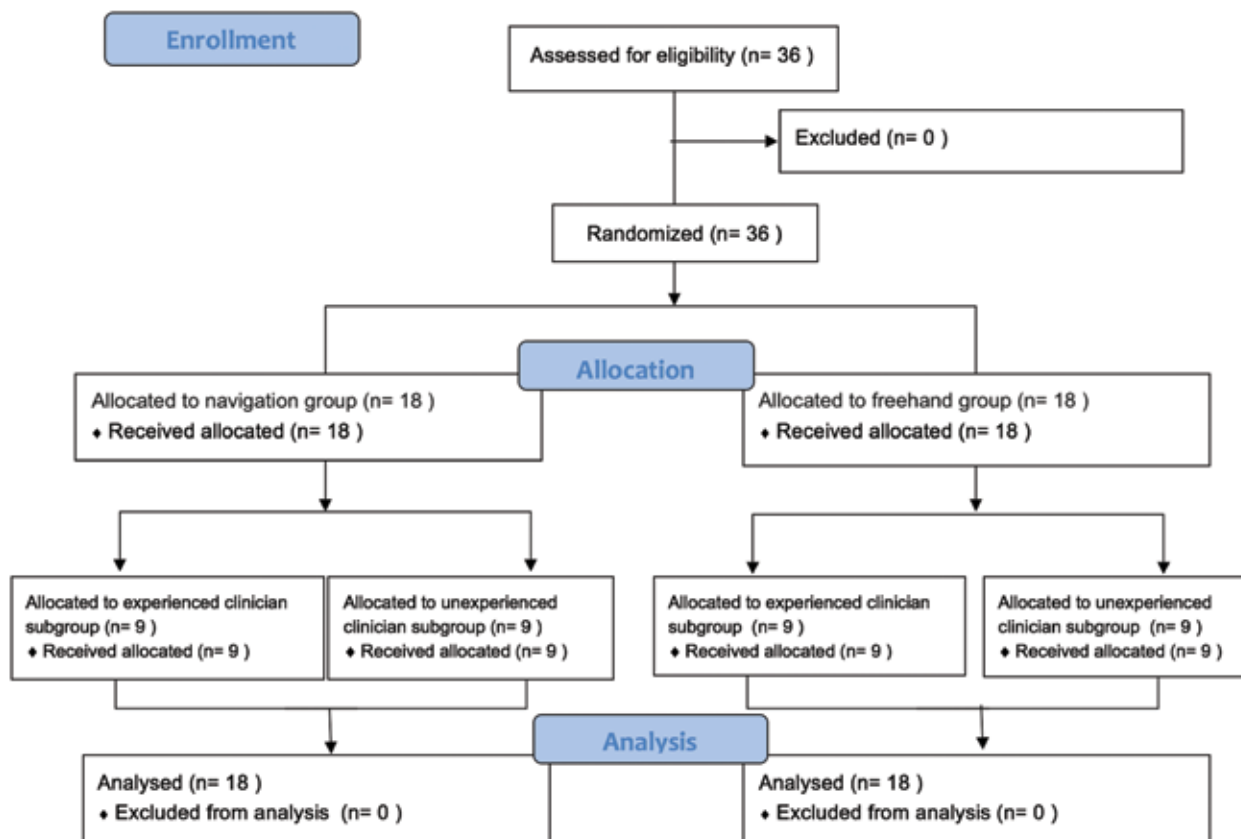 Enrollment
Assessed for eligibility (n= 36 )
Excluded (n= 0 )
Randomized (n= 36 )
Allocation
Allocated to navigation group (n= 18 )
♦ Received allocated (n= 18 )
Allocated to freehand group (n= 18 )
♦ Received allocated (n= 18 )
Allocated to experienced clinician
subgroup (n= 9 )
♦ Received allocated (n= 9 )
Allocated to unexperienced
clinician subgroup (n= 9 )
♦ Received allocated (n= 9 )
Allocated to experienced clinician
subgroup (n= 9 )
♦ Received allocated (n= 9 )
Allocated to unexperienced
clinician subgroup (n= 9 )
♦ Received allocated (n= 9 )
Analysis
Analysed (n= 18 )
♦ Excluded from analysis (n= 0 )
Analysed (n= 18 )
♦ Excluded from analysis (n= 0 )